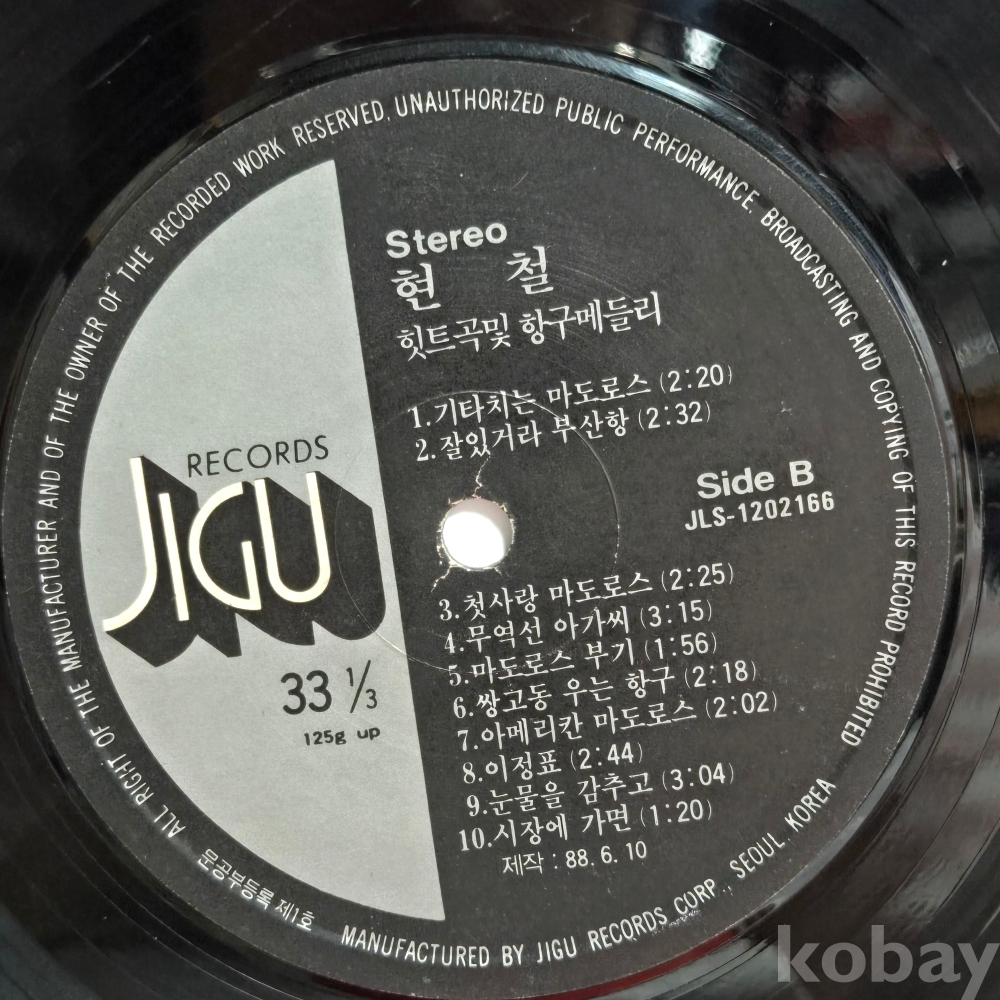 ALL RIGHT OF THE MANUFACTURER AND OF THE OWNER OF THE RECORDED WORK RESERVED. UNAUTHORIZED PUBLIC PERFORMANCE. BROADCASTING AND COPYING OF THIS RECORD PROHIBITED
Stereo
현 철
힛트곡및 항구메들리
1.기타치는 마도로스 (2:20)
2.잘있거라 부산항 (2:32)
Side B
JLS-1202166
RECORDS
JIGU
33 1/3
125g up
3.첫사랑 마도로스 (2:25)
4.무역선 아가씨 (3:15)
5.마도로스 부기 (1:56)
6.쌍고동 우는 항구 (2:18)
7.아메리칸 마도로스 (2:02)
8.이정표 (2:44)
9.눈물을 감추고 (3:04)
10.시장에 가면 (1:20)
제작 : 88. 6. 10
문공부등록 제1호
MANUFACTURED BY JIGU RECORDS CORP., SEOUL, KOREA
kobay